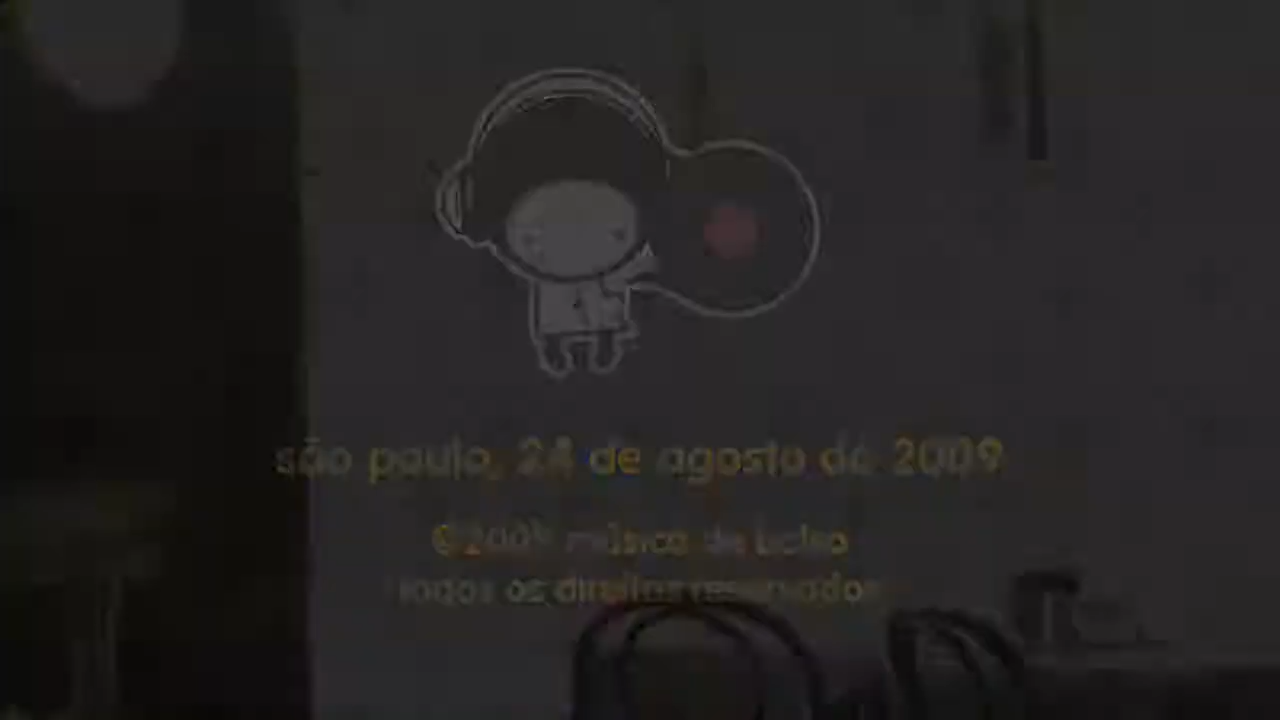 são paulo, 24 de agosto de 2009
©2009 música de bolso
todos os direitos reservados